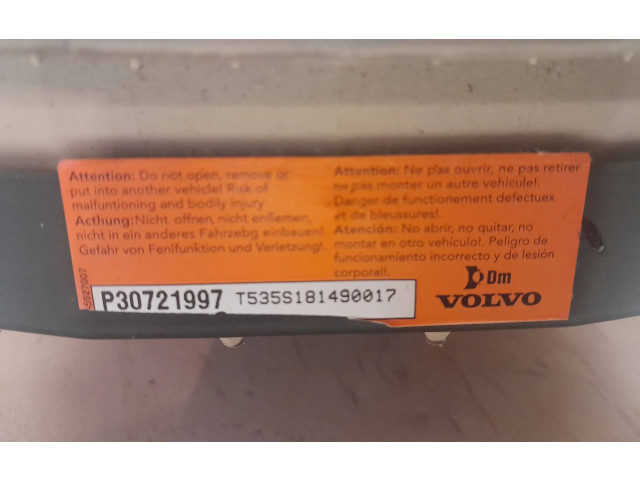 Attention: Do not open, remove or
put into another vehicle! Risk of
malfuntioning and bodily injury
Acthung: Nicht offnen, nicht enfiemen,
nicht in ein anderes Fahrzebg einbauen!
Gefahr von Fenlfunktion und Verletzung!.
Attention: Ne pas ouvrir, ne pas retirer
ne pas monter un autre vehicule!.
Danger de functionement defectuex
et de bleussures!.
Atención: No abrir, no quitar, no
montar en otro vehículo!. Peligro de
funcionamiento incorrecto y de lesión
corporall.
Dm
VOLVO
P30721997 T535S181490017